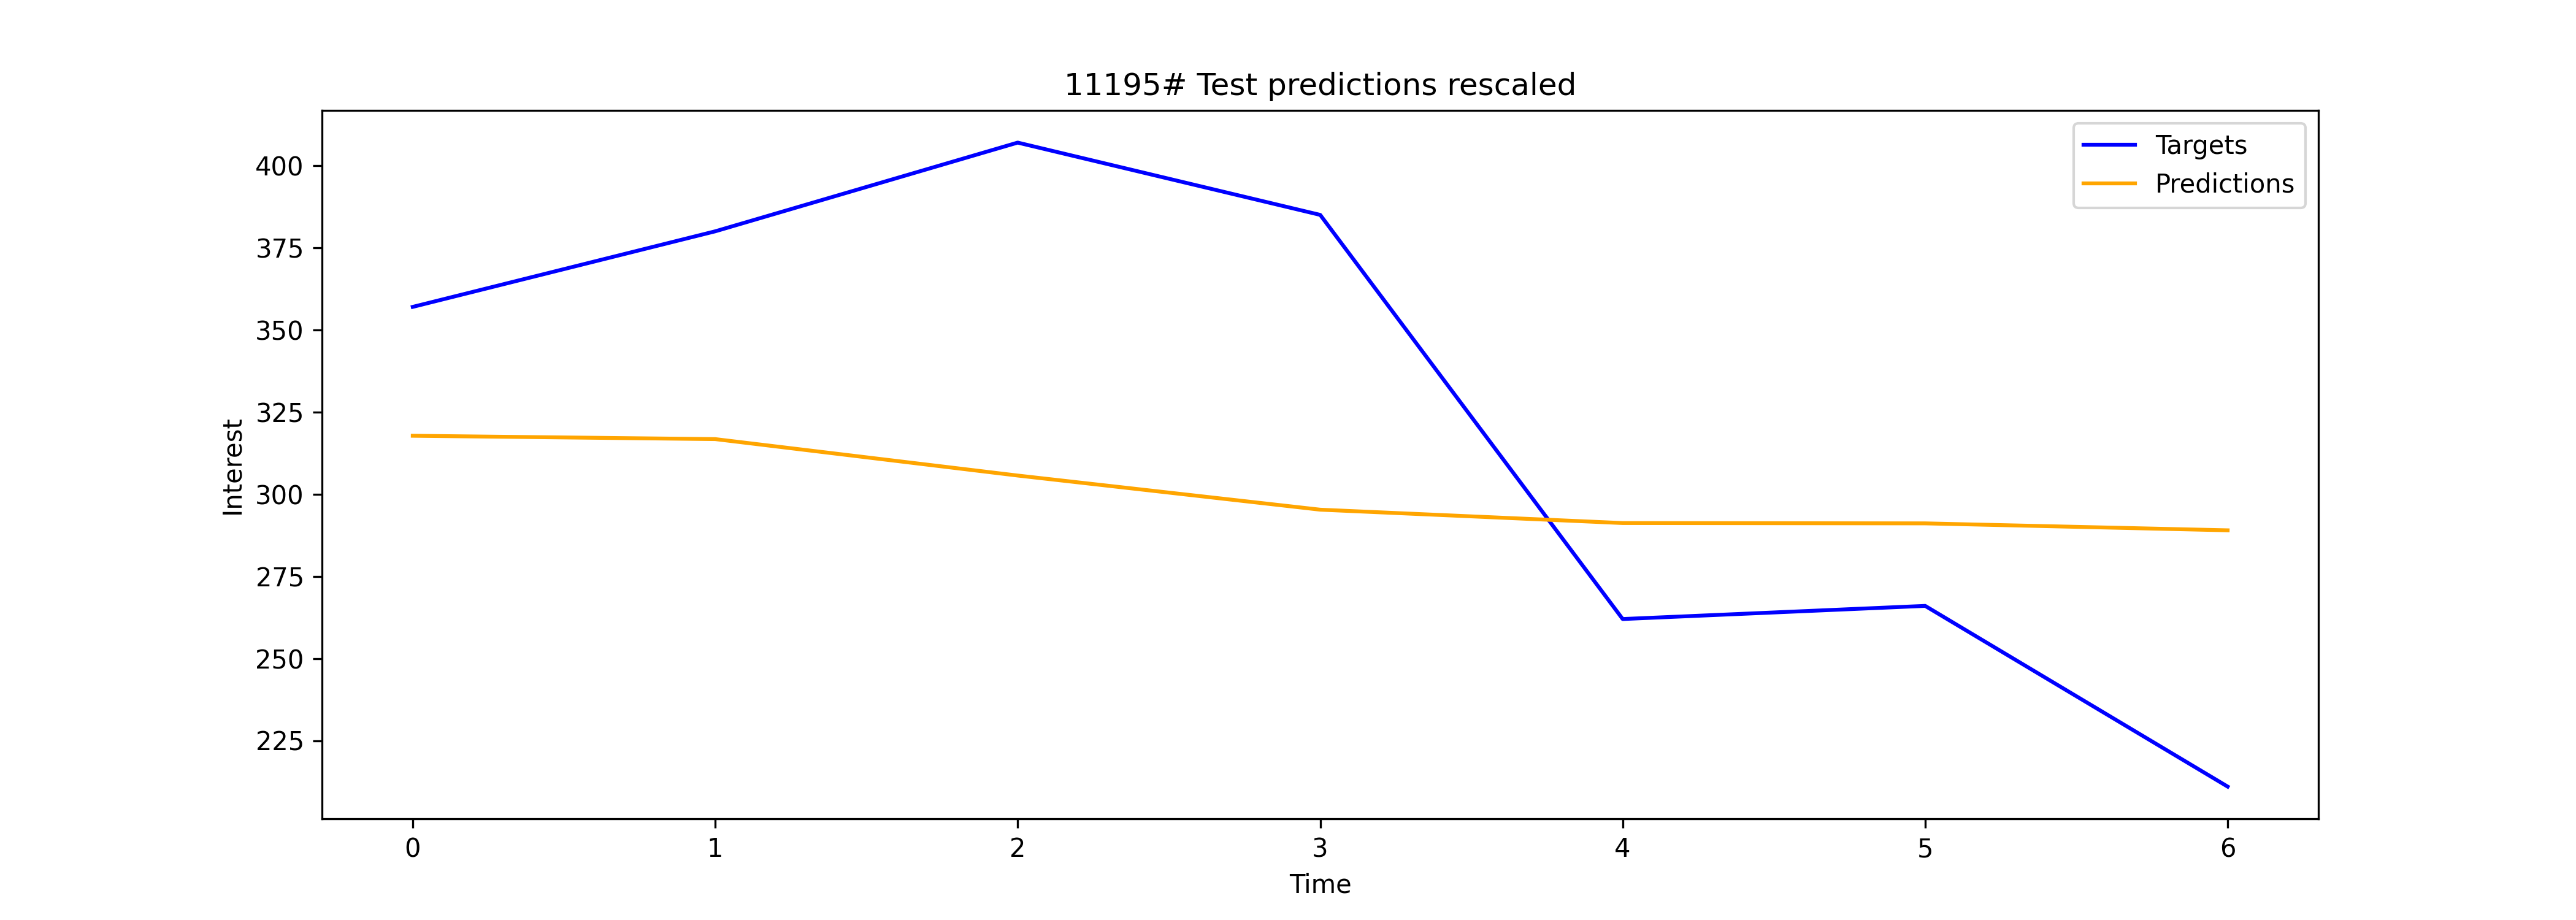 11195# Test predictions rescaled
Targets
Predictions
Interest
400
375
350
325
300
275
250
225
0 1 2 3 4 5 6
Time